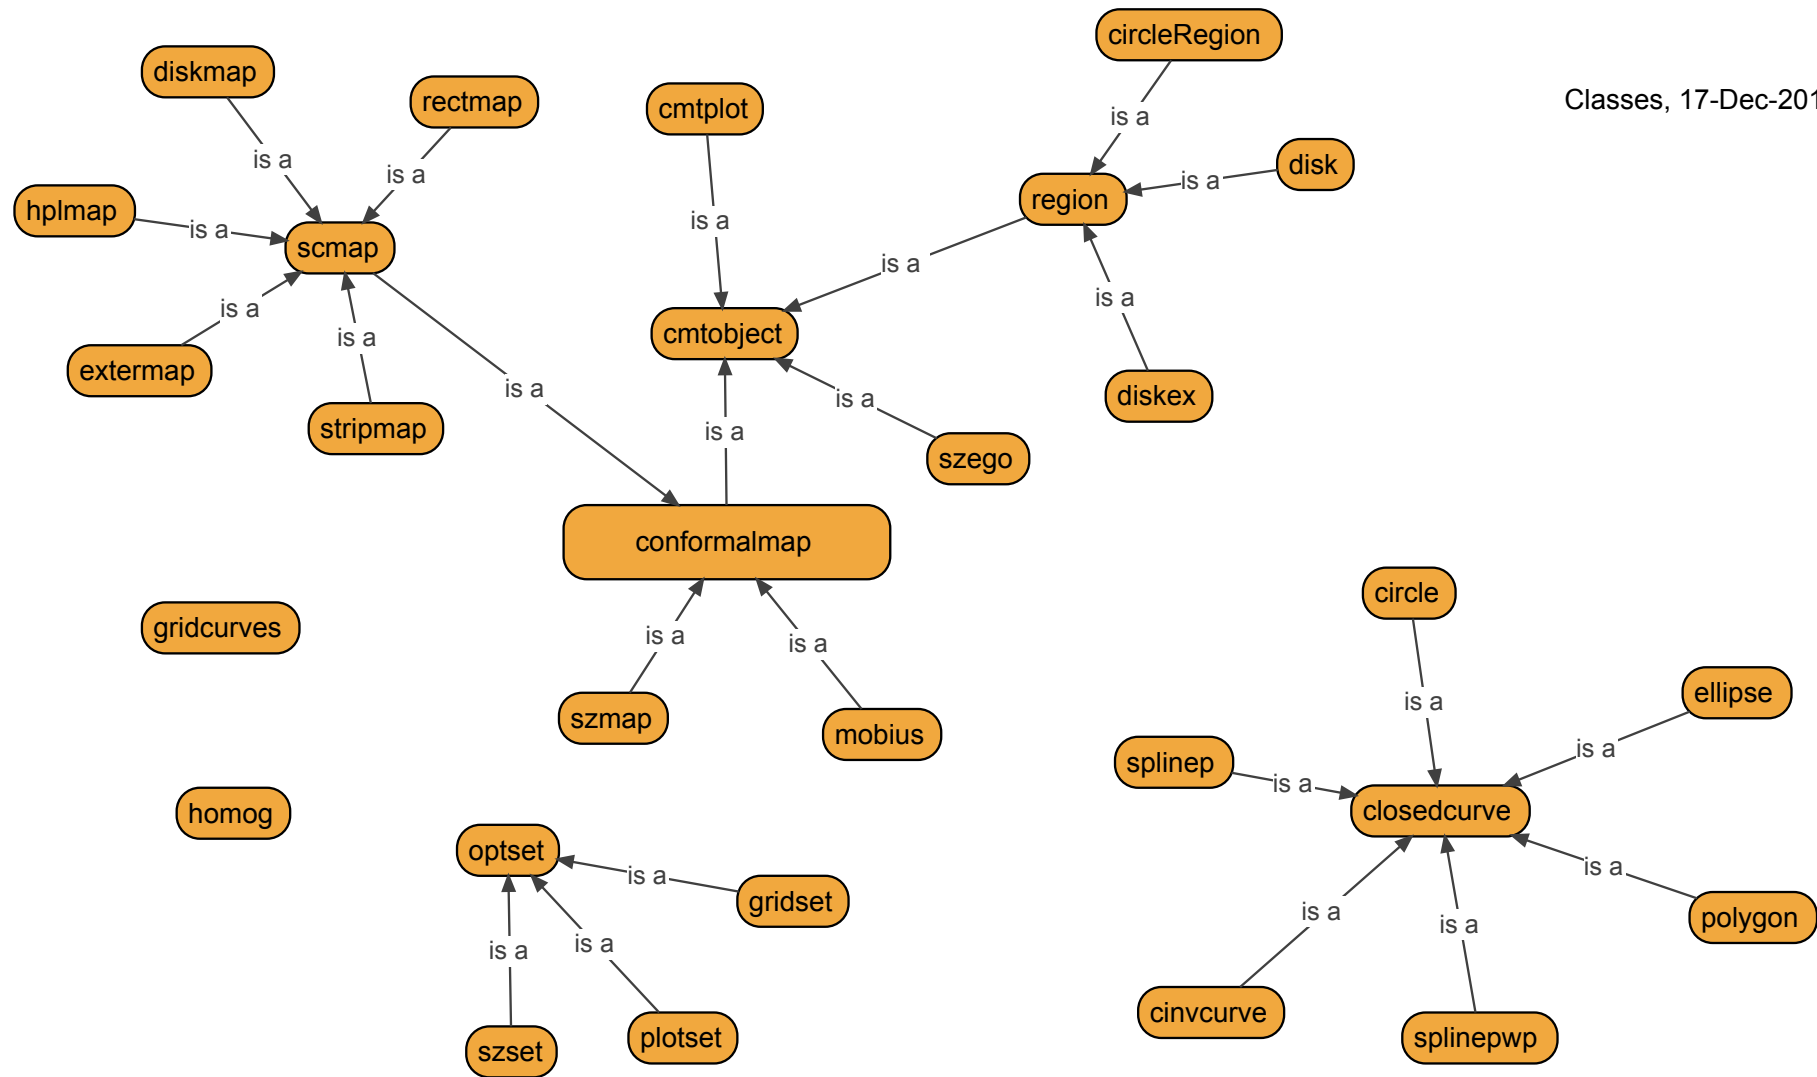 circleRegion
diskmap
rectmap
cmtplot
Classes, 17-Dec-201
is a
is a
is a
disk
is a
is a
hplmap
region
is a
is a
scmap
is a
is a
is a
is a
cmtobject
extermap
is a
is a
diskex
stripmap
is a
szego
conformalmap
circle
gridcurves
is a
is a
ellipse
is a
szmap
mobius
is a
splinep
is a
homog
closedcurve
optset
is a
is a
gridset
is a
polygon
is a
is a
is a
cinvcurve
plotset
splinepwp
szset